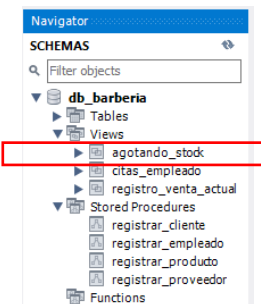 Navigator
SCHEMAS
Filter objects
db_barberia
Tables
Views
agotando_stock
citas_empleado
registro_venta_actual
Stored Procedures
registrar_cliente
registrar_empleado
registrar_producto
registrar_proveedor
Functions